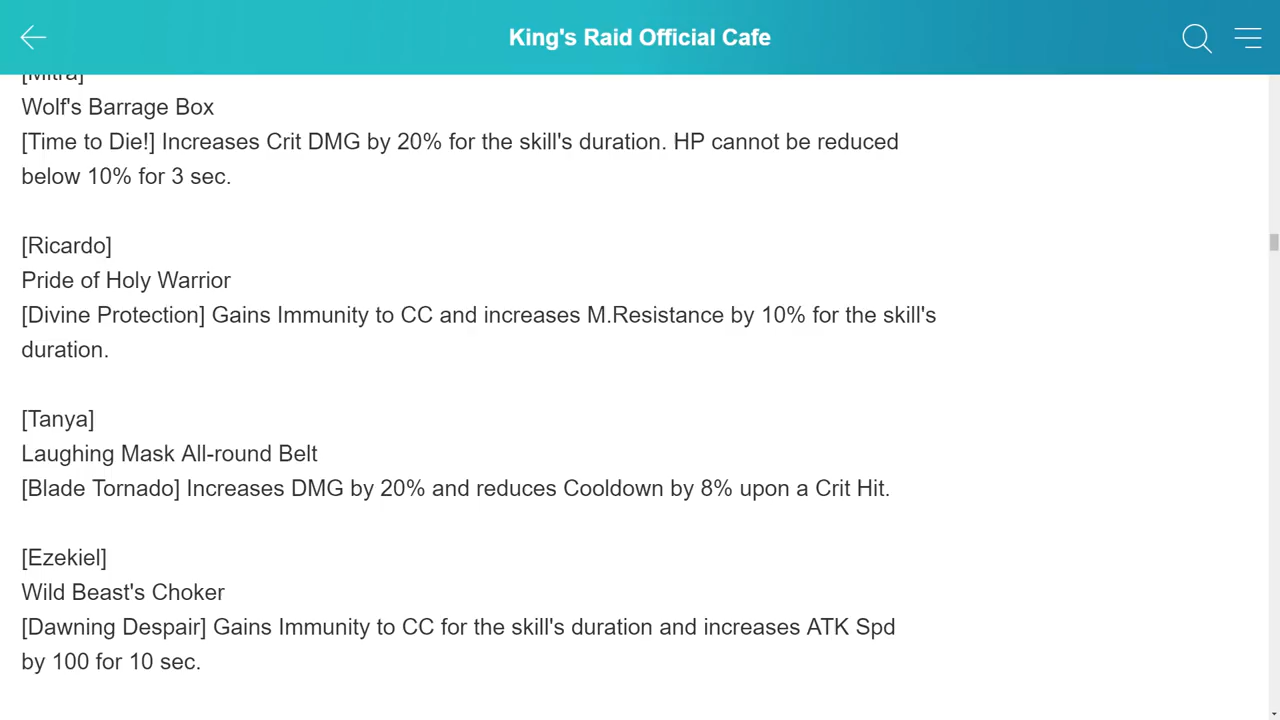 King's Raid Official Cafe
[Mitra]
Wolf's Barrage Box
[Time to Die!] Increases Crit DMG by 20% for the skill's duration. HP cannot be reduced
below 10% for 3 sec.
[Ricardo]
Pride of Holy Warrior
[Divine Protection] Gains Immunity to CC and increases M.Resistance by 10% for the skill's
duration.
[Tanya]
Laughing Mask All-round Belt
[Blade Tornado] Increases DMG by 20% and reduces Cooldown by 8% upon a Crit Hit.
[Ezekiel]
Wild Beast's Choker
[Dawning Despair] Gains Immunity to CC for the skill's duration and increases ATK Spd
by 100 for 10 sec.